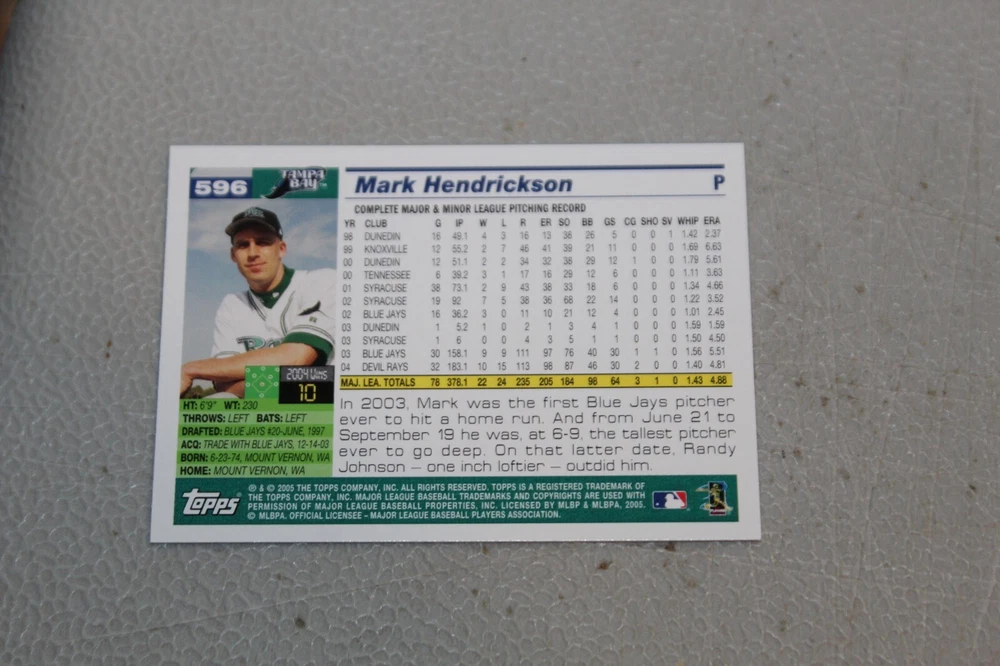 596
TAMPA BAY
Mark Hendrickson P
COMPLETE MAJOR & MINOR LEAGUE PITCHING RECORD
YR CLUB G IP W L R ER SO BB GS CG SHO SV WHIP ERA
98 DUNEDIN 16 49.1 4 3 16 13 38 26 5 0 0 1 1.42 2.37
99 KNOXVILLE 12 55.2 2 7 46 41 39 21 11 0 0 0 1.69 6.63
00 DUNEDIN 12 51.1 2 2 34 32 38 29 12 1 0 0 1.79 5.61
00 TENNESSEE 6 39.2 3 1 17 16 29 12 6 0 0 0 1.11 3.63
01 SYRACUSE 38 73.1 2 9 43 38 33 18 6 0 0 0 1.34 4.66
02 SYRACUSE 19 92 7 5 38 36 68 22 14 0 0 0 1.22 3.52
02 BLUE JAYS 16 36.2 3 0 11 10 21 12 4 0 0 0 1.01 2.45
03 DUNEDIN 1 5.2 1 0 2 1 3 4 1 0 0 0 1.59 1.59
03 SYRACUSE 1 6 0 0 4 3 5 1 1 0 0 0 1.50 4.50
03 BLUE JAYS 30 158.1 9 9 111 97 76 40 30 1 1 0 1.56 5.51
04 DEVIL RAYS 32 183.1 10 15 113 98 87 46 30 2 0 0 1.40 4.81
MAJ. LEA. TOTALS 78 378.1 22 24 235 205 184 98 64 3 1 0 1.43 4.88
2004 WINS
10
HT: 6'9" WT: 230
THROWS: LEFT BATS: LEFT
DRAFTED: BLUE JAYS #20-JUNE, 1997
ACQ: TRADE WITH BLUE JAYS, 12-14-03
BORN: 6-23-74, MOUNT VERNON, WA
HOME: MOUNT VERNON, WA
In 2003, Mark was the first Blue Jays pitcher
ever to hit a home run. And from June 21 to
September 19 he was, at 6-9, the tallest pitcher
ever to go deep. On that latter date, Randy
Johnson – one inch loftier – outdid him.
Topps
® & © 2005 THE TOPPS COMPANY, INC. ALL RIGHTS RESERVED. TOPPS IS A REGISTERED TRADEMARK OF
THE TOPPS COMPANY, INC. MAJOR LEAGUE BASEBALL TRADEMARKS AND COPYRIGHTS ARE USED WITH
PERMISSION OF MAJOR LEAGUE BASEBALL PROPERTIES, INC. LICENSED BY MLBP & MLBPA, 2005.
© MLBPA. OFFICIAL LICENSEE – MAJOR LEAGUE BASEBALL PLAYERS ASSOCIATION.